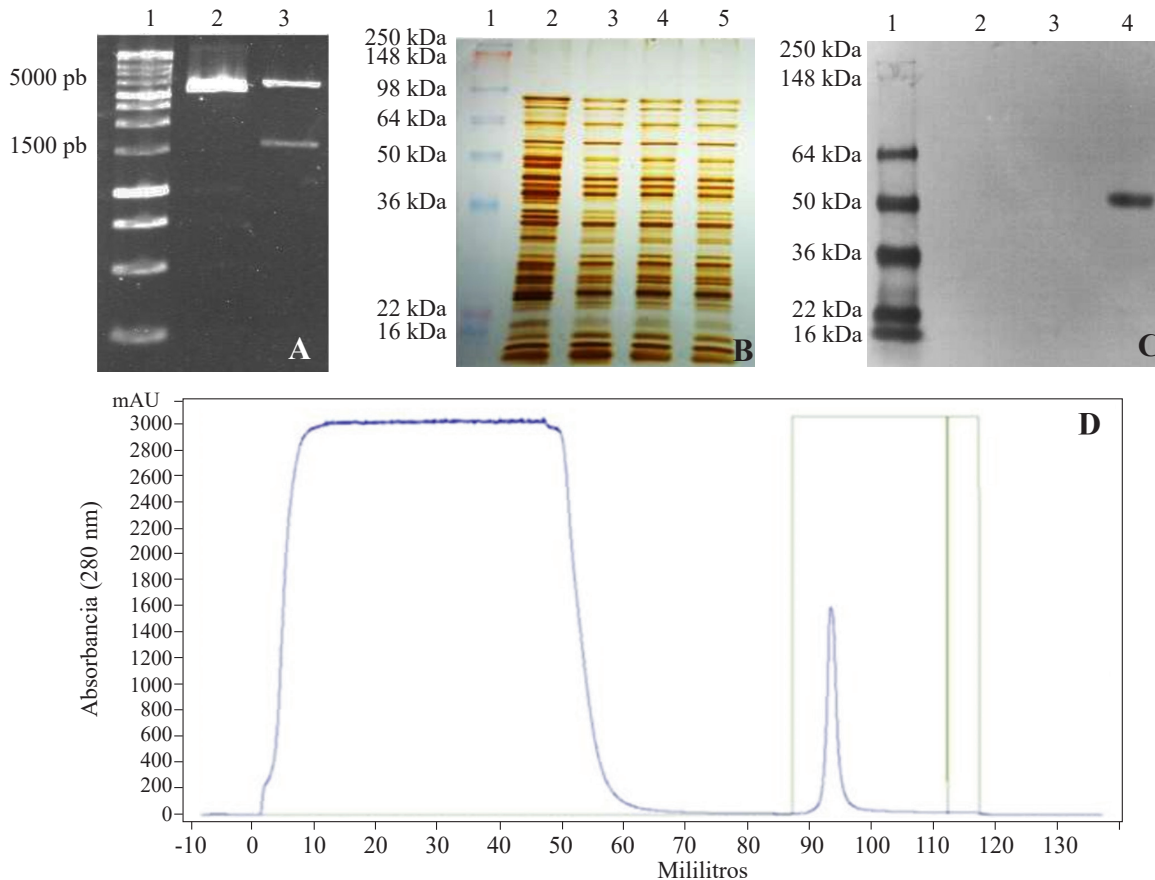 1 2 3
5000 pb
1500 pb
A
1 2 3 4 5
250 kDa
148 kDa
98 kDa
64 kDa
50 kDa
36 kDa
22 kDa
16 kDa
B
1 2 3 4
250 kDa
148 kDa
64 kDa
50 kDa
36 kDa
22 kDa
16 kDa
C
mAU
D
3000
2800
2600
2400
2200
2000
1800
1600
1400
1200
1000
800
600
400
200
0
Absorbancia (280 nm)
-10 0 10 20 30 40 50 60 70 80 90 100 110 120 130
Mililitros